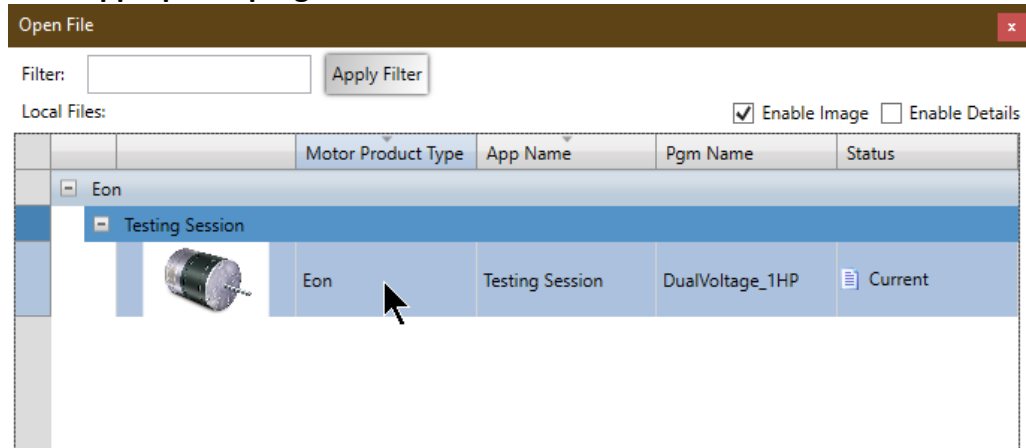 Open File
x
Filter:
Apply Filter
Local Files:
Enable Image
Enable Details
Motor Product Type App Name Pgm Name Status
Eon
Testing Session
Eon Testing Session DualVoltage_1HP Current